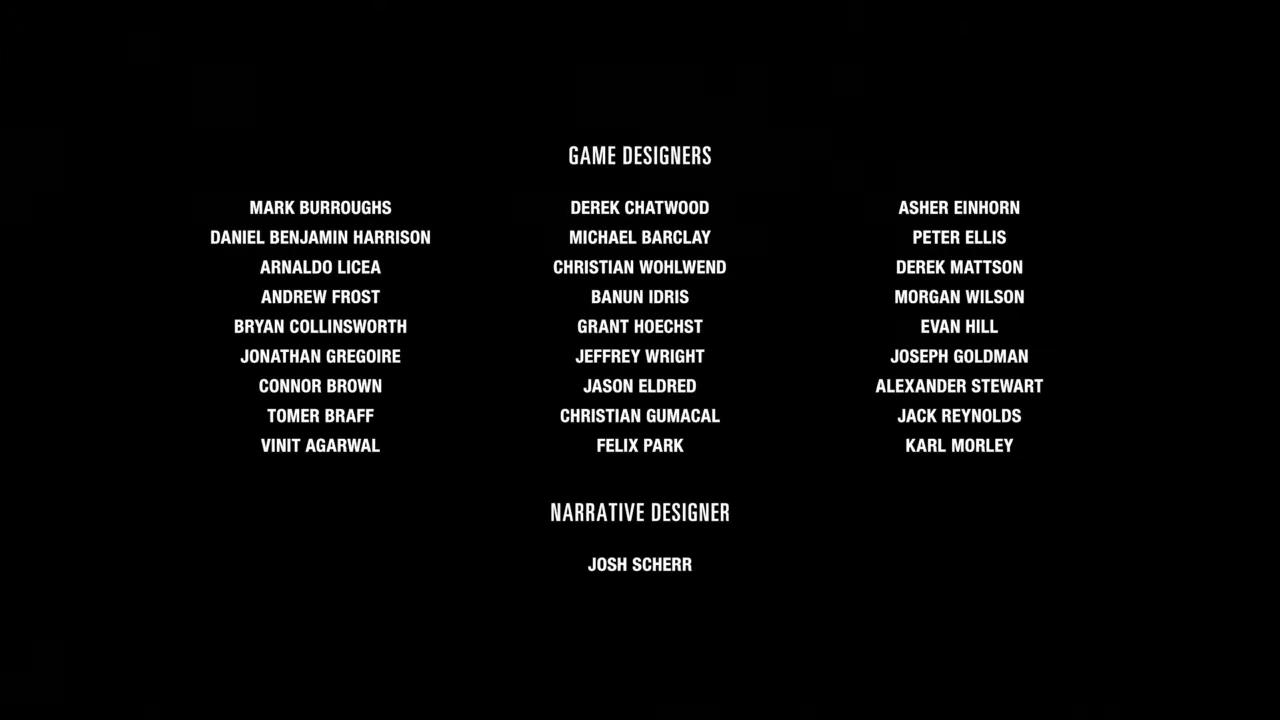 GAME DESIGNERS
MARK BURROUGHS DEREK CHATWOOD ASHER EINHORN
DANIEL BENJAMIN HARRISON MICHAEL BARCLAY PETER ELLIS
ARNALDO LICEA CHRISTIAN WOHLWEND DEREK MATTSON
ANDREW FROST BANUN IDRIS MORGAN WILSON
BRYAN COLLINSWORTH GRANT HOECHST EVAN HILL
JONATHAN GREGOIRE JEFFREY WRIGHT JOSEPH GOLDMAN
CONNOR BROWN JASON ELDRED ALEXANDER STEWART
TOMER BRAFF CHRISTIAN GUMACAL JACK REYNOLDS
VINIT AGARWAL FELIX PARK KARL MORLEY
NARRATIVE DESIGNER
JOSH SCHERR